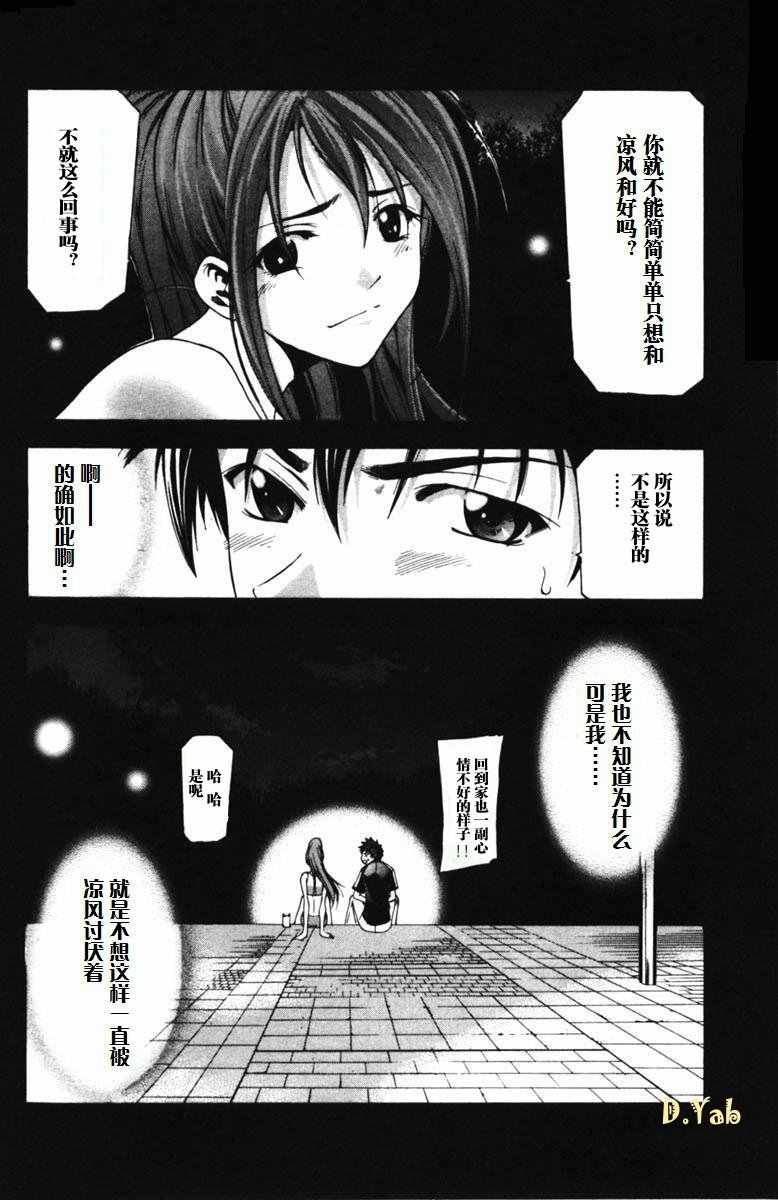 你就不能简简单单只想和
凉风和好吗？
不就这么回事吗？
所以说
不是这样的
……
啊——
的确如此啊…
我也不知道为什么
可是我……
回到家也一副心
情不好的样子！！
哈哈
是呢
就是不想这样一直被
凉风讨厌着
D.Yab